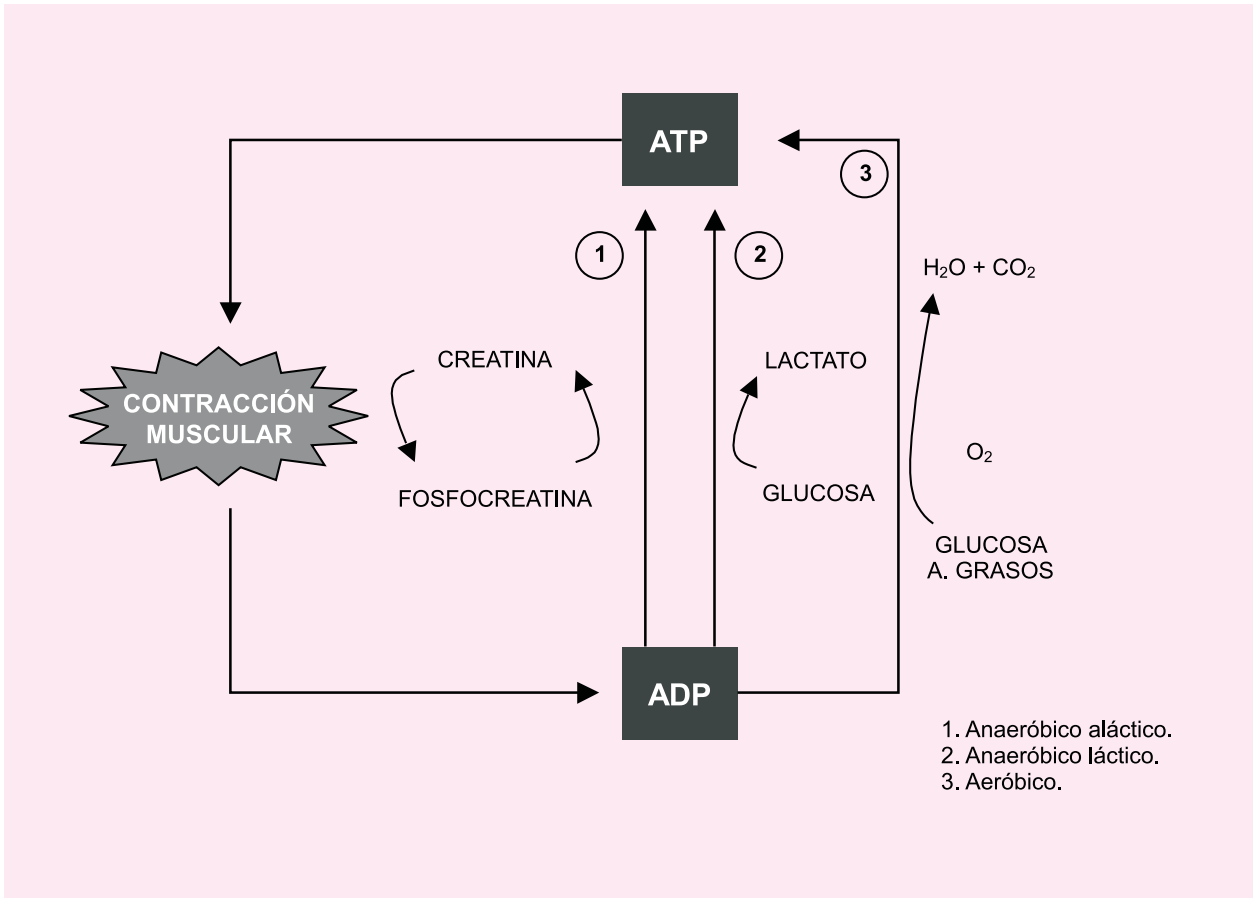 ATP
3
1
2
H₂O + CO₂
CREATINA
LACTATO
CONTRACCIÓN
MUSCULAR
O₂
FOSFOCREATINA
GLUCOSA
GLUCOSA
A. GRASOS
ADP
1. Anaeróbico aláctico.
2. Anaeróbico láctico.
3. Aeróbico.